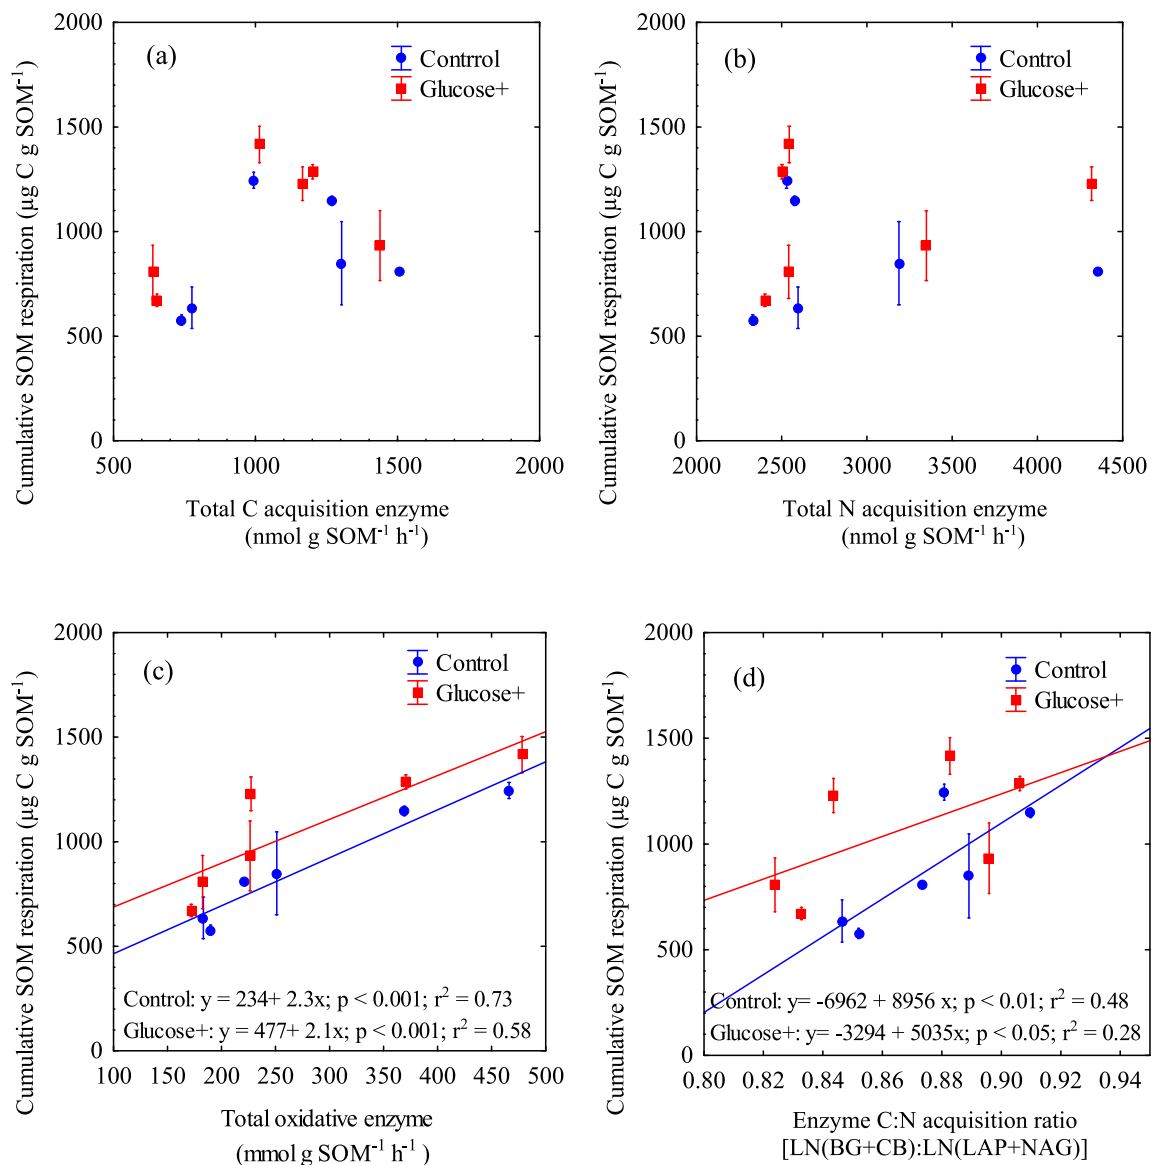 Cumulative SOM respiration (µg C g SOM⁻¹)
2000
1500
1000
500
0
(a)
Contrrol
Glucose+
500
1000
1500
2000
Total C acquisition enzyme
(nmol g SOM⁻¹ h⁻¹)
Cumulative SOM respiration (µg C g SOM⁻¹)
2000
1500
1000
500
0
(b)
Control
Glucose+
2000
2500
3000
3500
4000
4500
Total N acquisition enzyme
(nmol g SOM⁻¹ h⁻¹)
Cumulative SOM respiration (µg C g SOM⁻¹)
2000
1500
1000
500
0
(c)
Control
Glucose+
Control: y = 234+ 2.3x; p < 0.001; r² = 0.73
Glucose+: y = 477+ 2.1x; p < 0.001; r² = 0.58
100
150
200
250
300
350
400
450
500
Total oxidative enzyme
(mmol g SOM⁻¹ h⁻¹)
Cumulative SOM respiration (µg C g SOM⁻¹)
2000
1500
1000
500
0
(d)
Control
Glucose+
Control: y= -6962 + 8956 x; p < 0.01; r² = 0.48
Glucose+: y= -3294 + 5035x; p < 0.05; r² = 0.28
0.80
0.82
0.84
0.86
0.88
0.90
0.92
0.94
Enzyme C:N acquisition ratio
[LN(BG+CB):LN(LAP+NAG)]